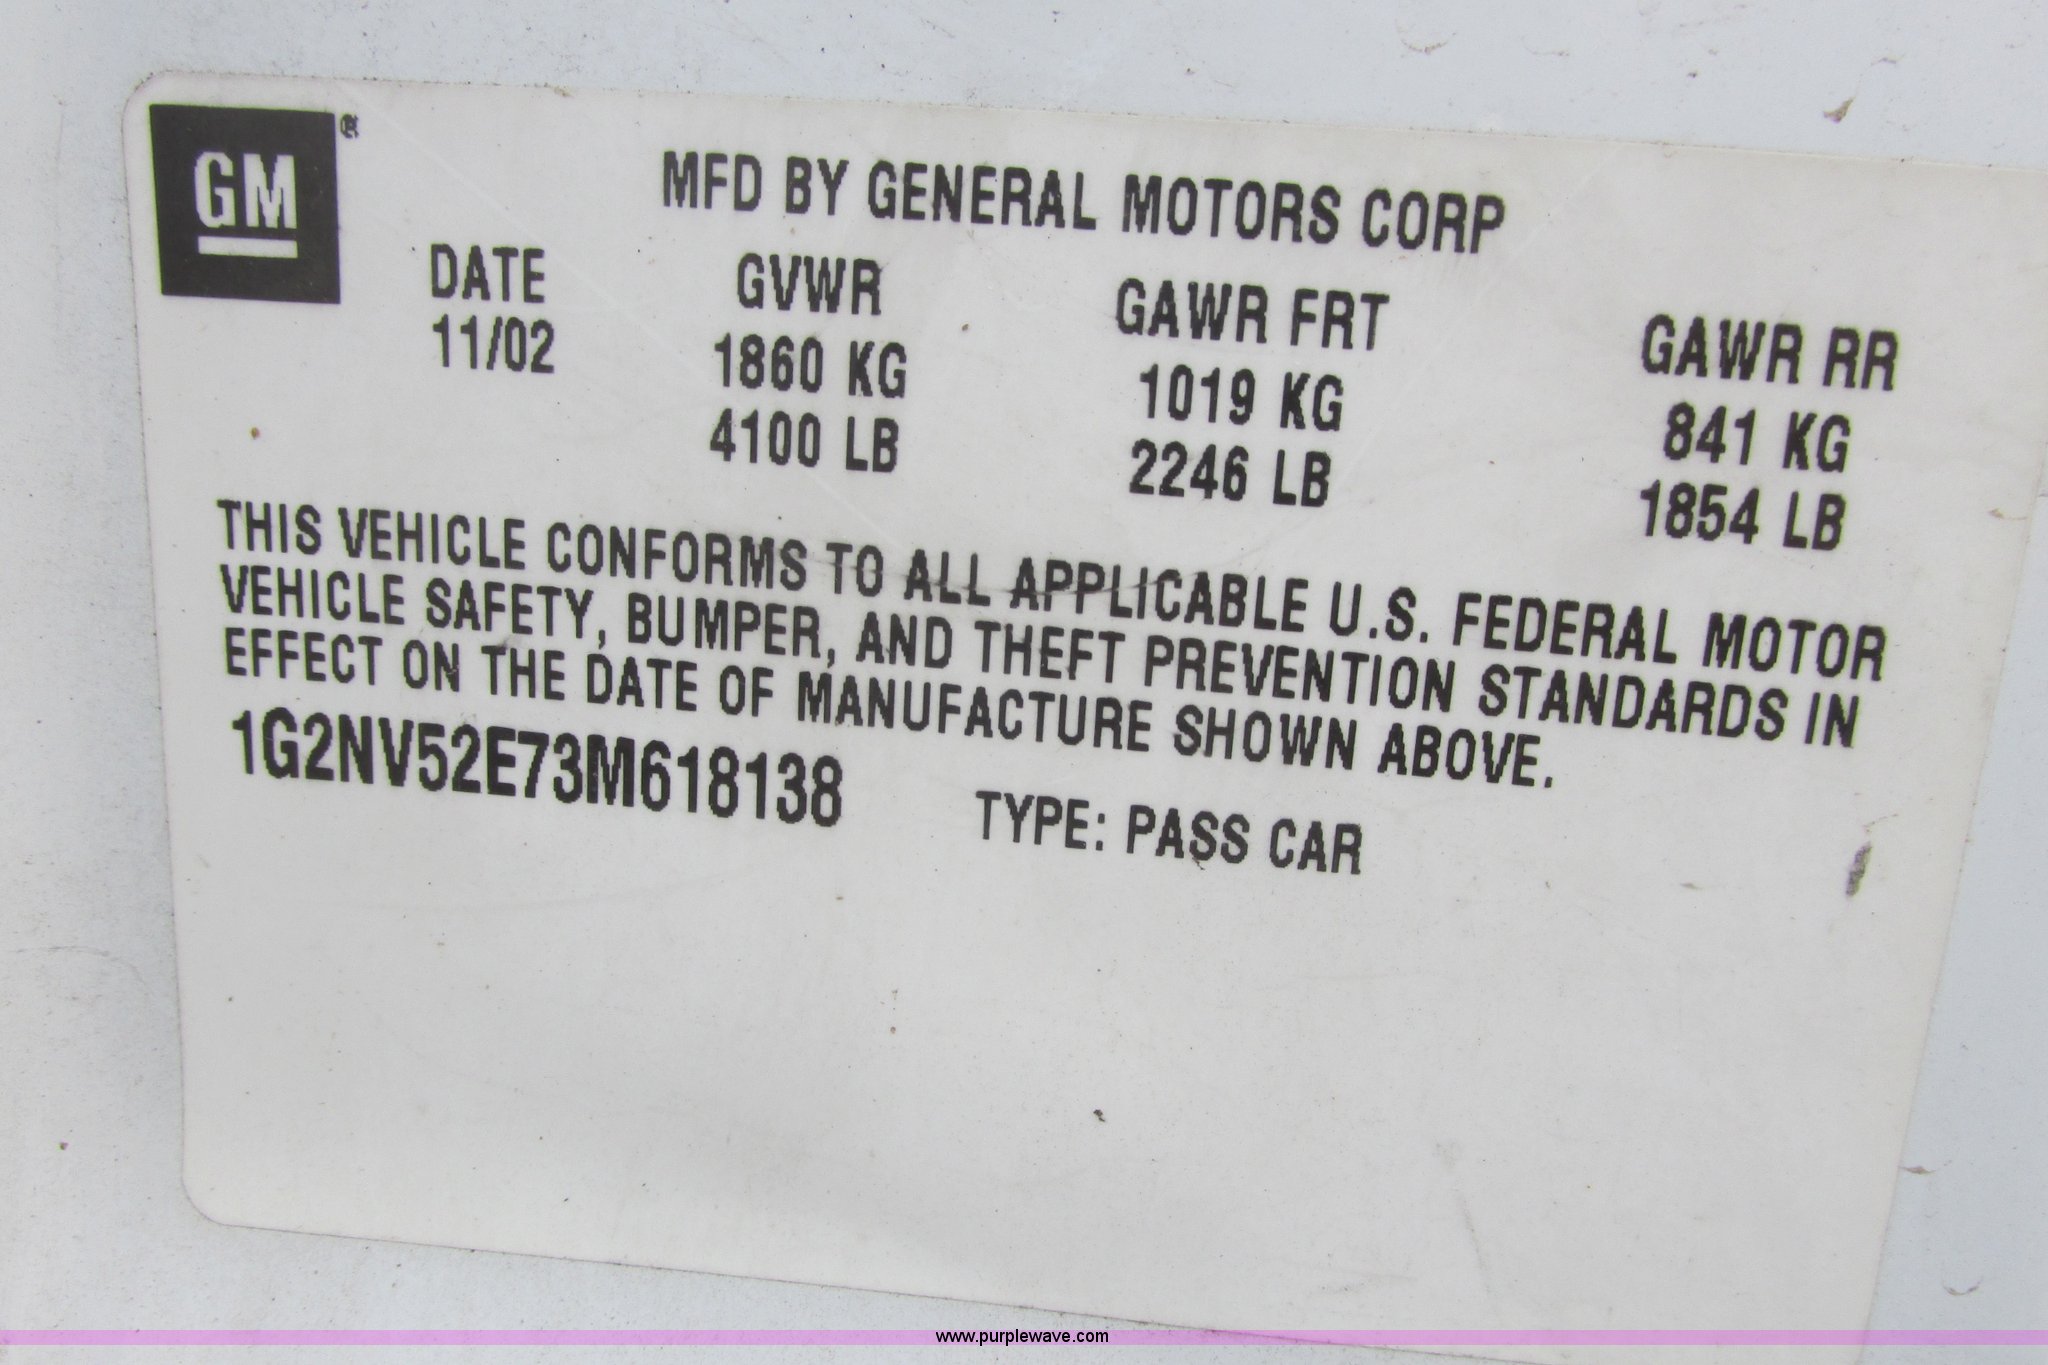 GM®
MFD BY GENERAL MOTORS CORP
DATE GVWR GAWR FRT GAWR RR
11/02 1860 KG 1019 KG 841 KG
4100 LB 2246 LB 1854 LB
THIS VEHICLE CONFORMS TO ALL APPLICABLE U.S. FEDERAL MOTOR
VEHICLE SAFETY, BUMPER, AND THEFT PREVENTION STANDARDS IN
EFFECT ON THE DATE OF MANUFACTURE SHOWN ABOVE.
1G2NV52E73M618138 TYPE: PASS CAR
www.purplewave.com